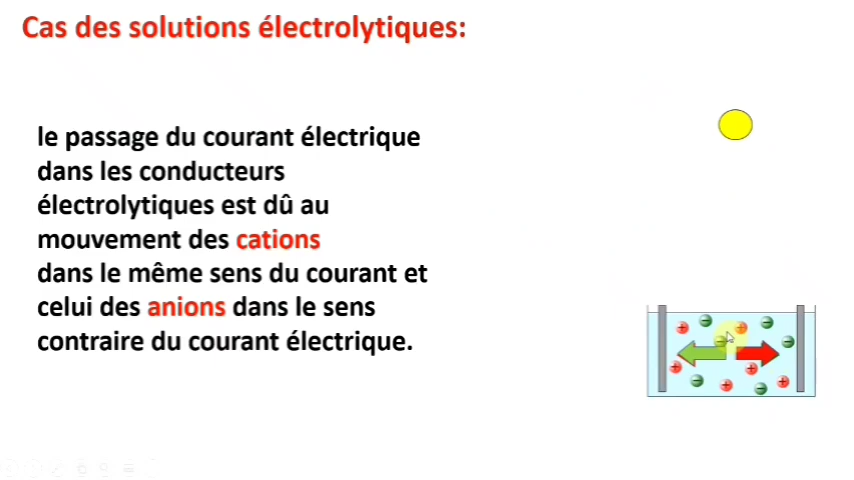 Cas des solutions électrolytiques:
le passage du courant électrique
dans les conducteurs
électrolytiques est dû au
mouvement des cations
dans le même sens du courant et
celui des anions dans le sens
contraire du courant électrique.